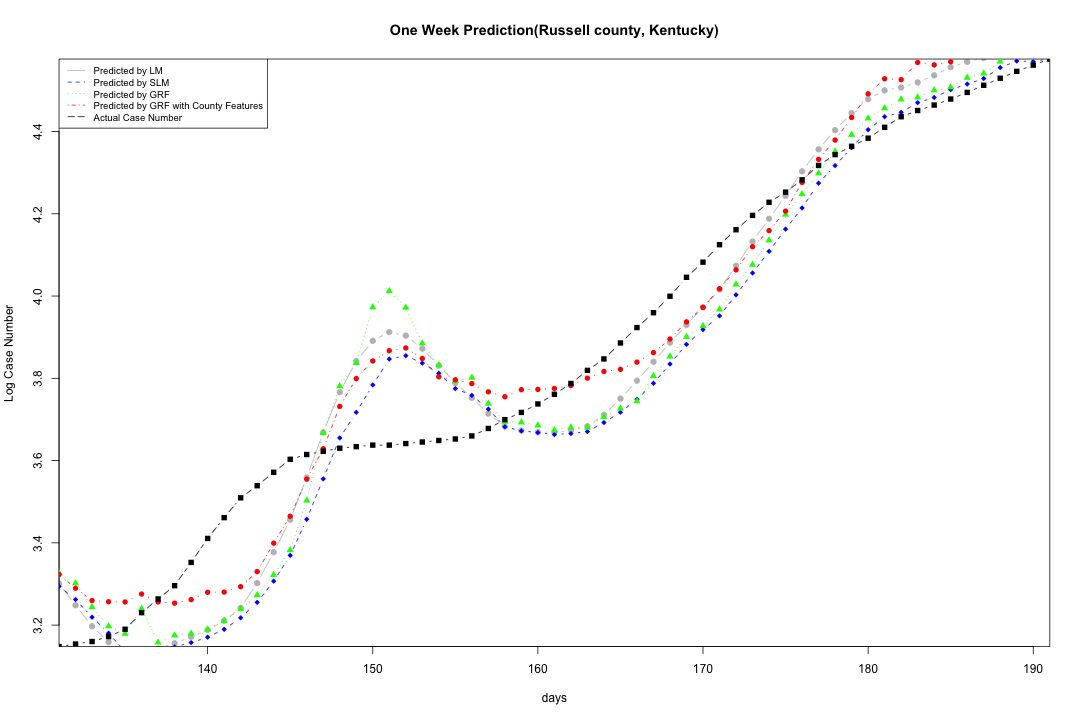 One Week Prediction(Russell county, Kentucky)
Predicted by LM
Predicted by SLM
Predicted by GRF
Predicted by GRF with County Features
Actual Case Number
4.4
4.2
4.0
3.8
3.6
3.4
3.2
Log Case Number
140 150 160 170 180 190
days